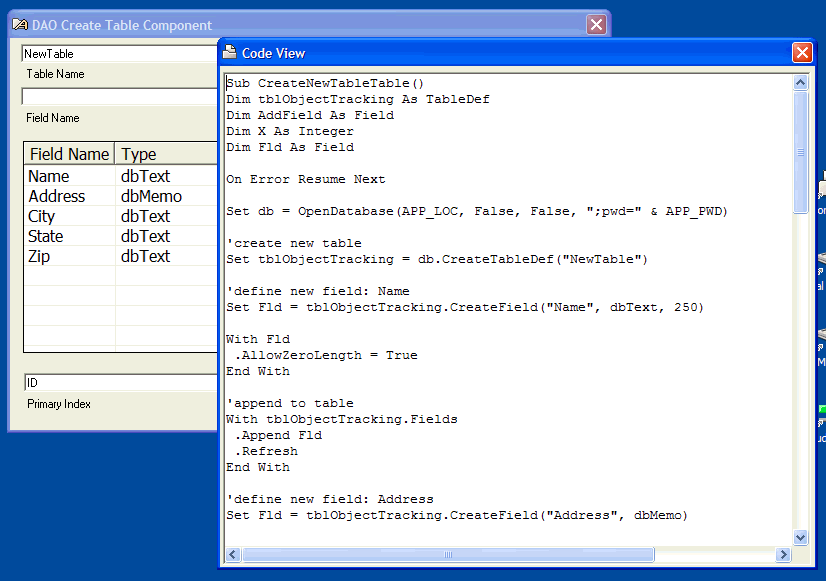 DAO Create Table Component
NewTable
Table Name
Field Name
Field Name Type
Name dbText
Address dbMemo
City dbText
State dbText
Zip dbText
ID
Primary Index
Code View
Sub CreateNewTableTable()
Dim tblObjectTracking As TableDef
Dim AddField As Field
Dim X As Integer
Dim Fld As Field
On Error Resume Next
Set db = OpenDatabase(APP_LOC, False, False, ";pwd=" & APP_PWD)
'create new table
Set tblObjectTracking = db.CreateTableDef("NewTable")
'define new field: Name
Set Fld = tblObjectTracking.CreateField("Name", dbText, 250)
With Fld
.AllowZeroLength = True
End With
'append to table
With tblObjectTracking.Fields
.Append Fld
.Refresh
End With
'define new field: Address
Set Fld = tblObjectTracking.CreateField("Address", dbMemo)